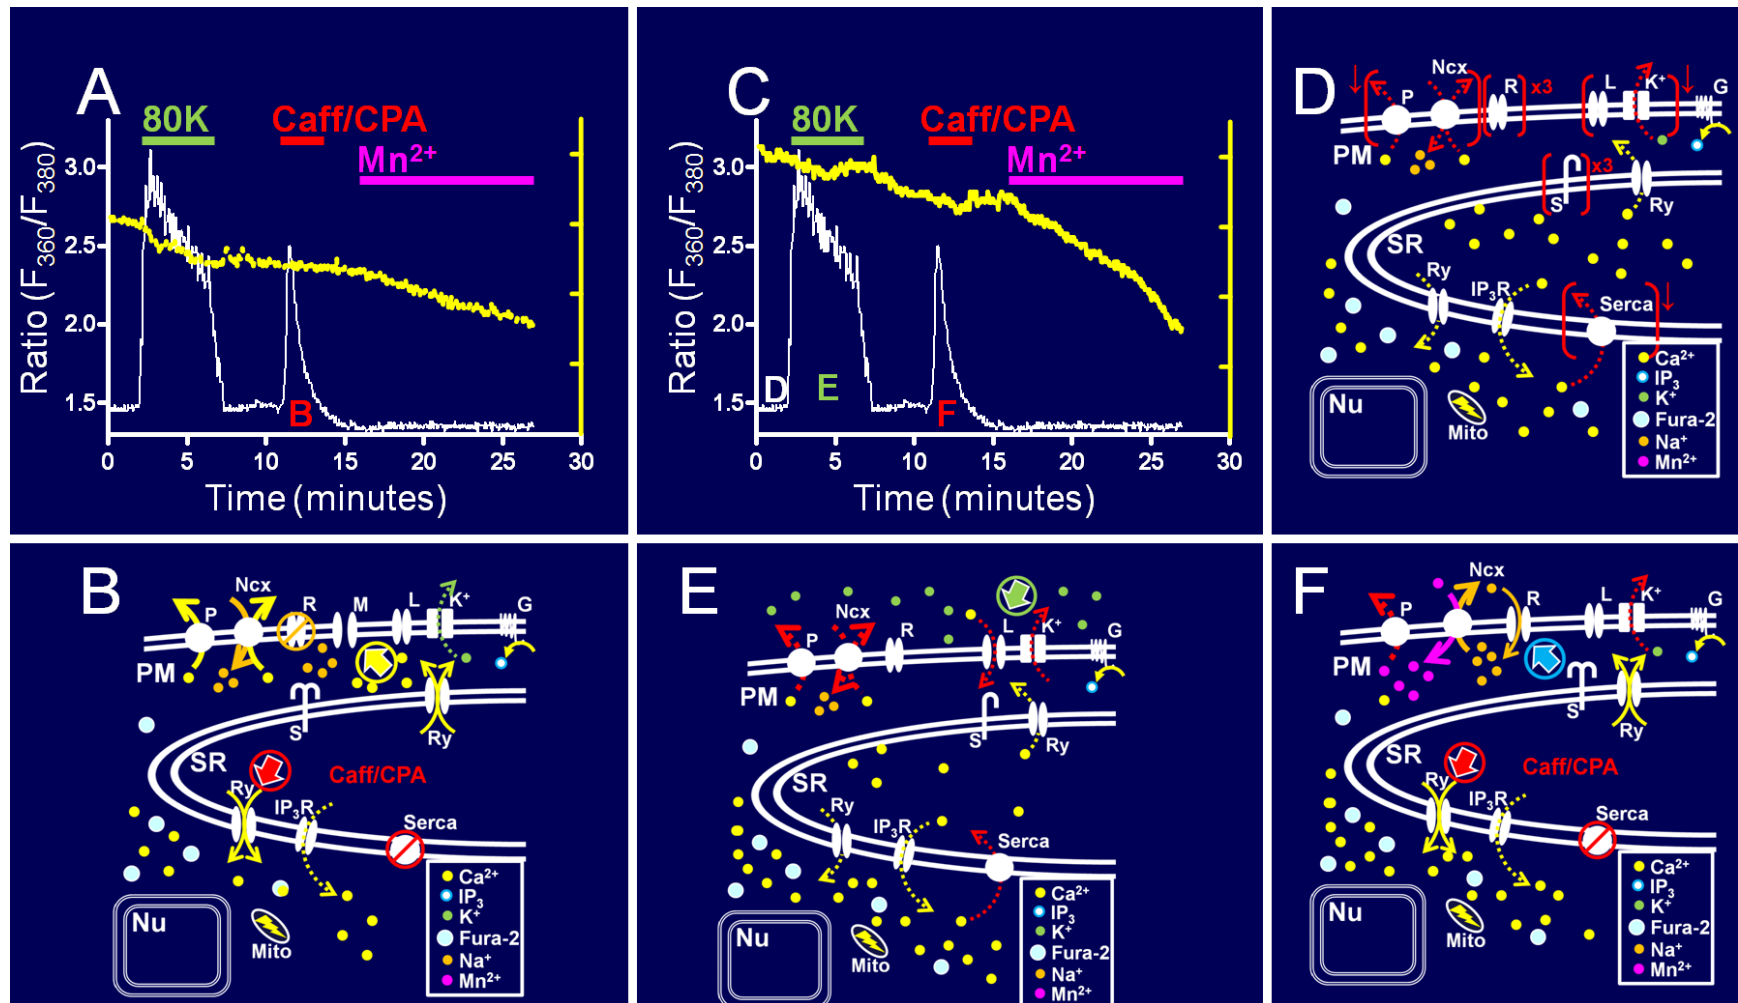 A
80K
Caff/CPA
Mn²⁺
Ratio (F₃₆₀/F₃₈₀)
3.0
2.5
2.0
1.5
B
0 5 10 15 20 25 30
Time (minutes)
C
80K
Caff/CPA
Mn²⁺
Ratio (F₃₆₀/F₃₈₀)
3.0
2.5
2.0
1.5
D
E
F
0 5 10 15 20 25 30
Time (minutes)
D
↓ P Ncx R x3 L K⁺ ↓ G
PM
S x3
Ry
SR
Ry
IP₃R
Serca ↓
Nu
Mito
Ca²⁺
IP₃
K⁺
Fura-2
Na⁺
Mn²⁺
B
Ncx
P R M L K⁺ G
PM
S
Ry
SR
Ry
Caff/CPA
IP₃R
Serca
Nu
Mito
Ca²⁺
IP₃
K⁺
Fura-2
Na⁺
Mn²⁺
E
Ncx
P R L K⁺ G
PM
S
Ry
SR
Ry
IP₃R
Serca
Nu
Mito
Ca²⁺
IP₃
K⁺
Fura-2
Na⁺
Mn²⁺
F
Ncx
P R L K⁺ G
PM
S
Ry
SR
Ry
Caff/CPA
IP₃R
Serca
Nu
Mito
Ca²⁺
IP₃
K⁺
Fura-2
Na⁺
Mn²⁺